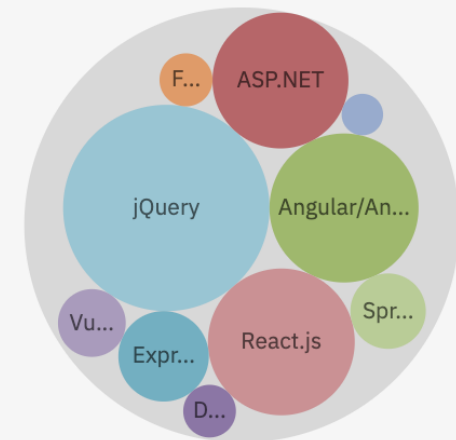 F...
ASP.NET
jQuery
Angular/An...
Vu...
Expr...
React.js
Spr...
D...